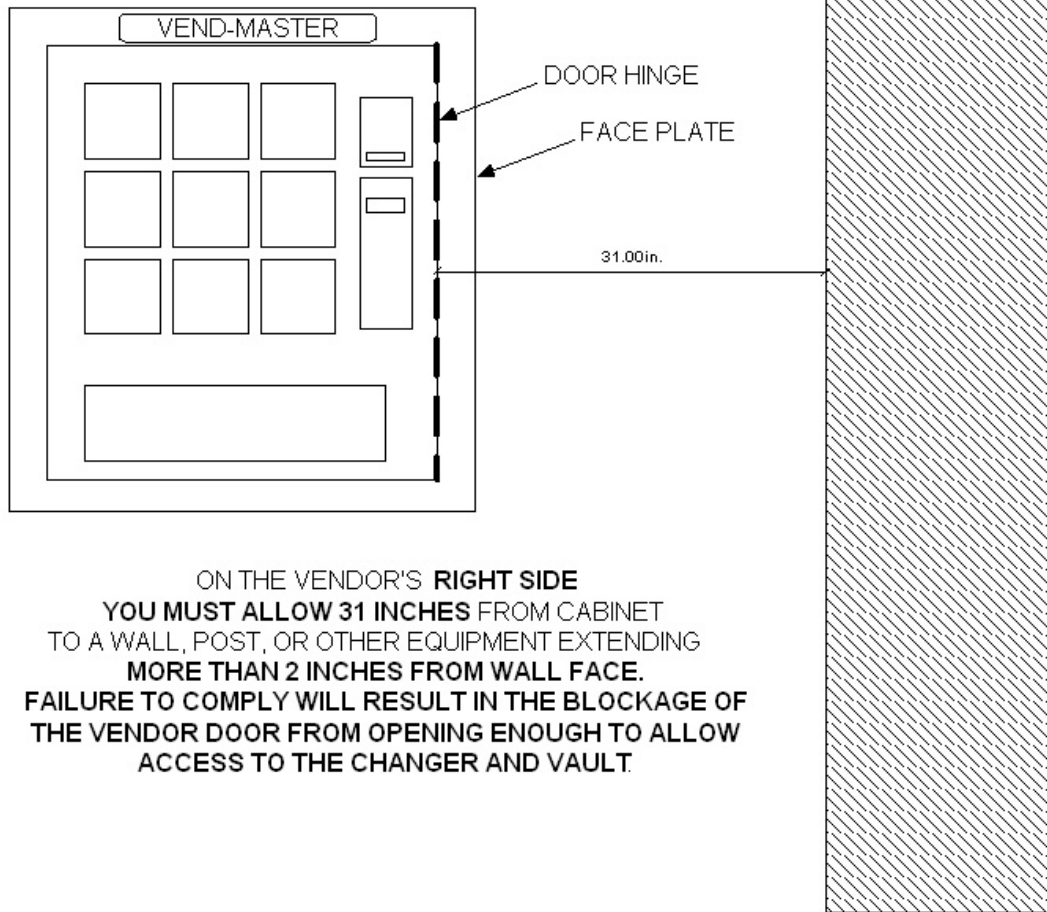 VEND-MASTER
DOOR HINGE
FACE PLATE
31.00in.
ON THE VENDOR'S RIGHT SIDE
YOU MUST ALLOW 31 INCHES FROM CABINET
TO A WALL, POST, OR OTHER EQUIPMENT EXTENDING
MORE THAN 2 INCHES FROM WALL FACE.
FAILURE TO COMPLY WILL RESULT IN THE BLOCKAGE OF
THE VENDOR DOOR FROM OPENING ENOUGH TO ALLOW
ACCESS TO THE CHANGER AND VAULT.